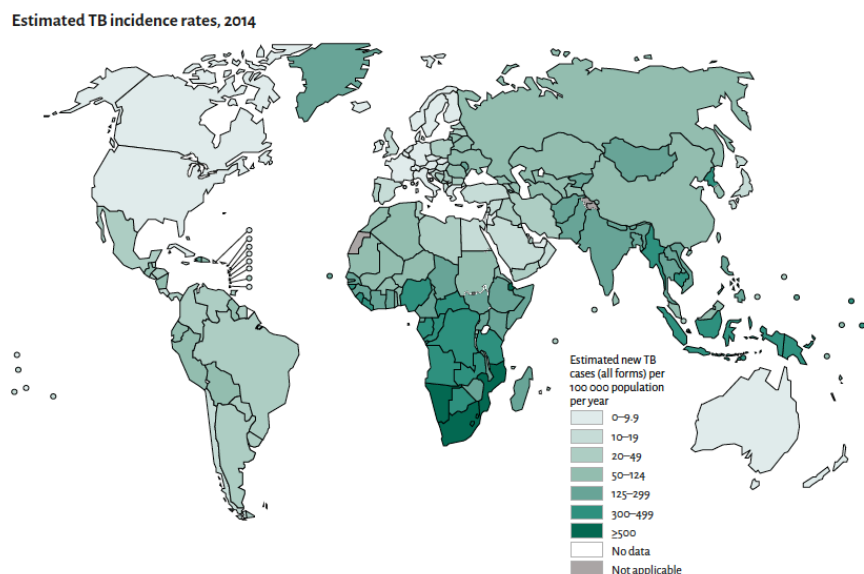 Estimated TB incidence rates, 2014
Estimated new TB
cases (all forms) per
100 000 population
per year
0–9.9
10–19
20–49
50–124
125–299
300–499
≥500
No data
Not applicable